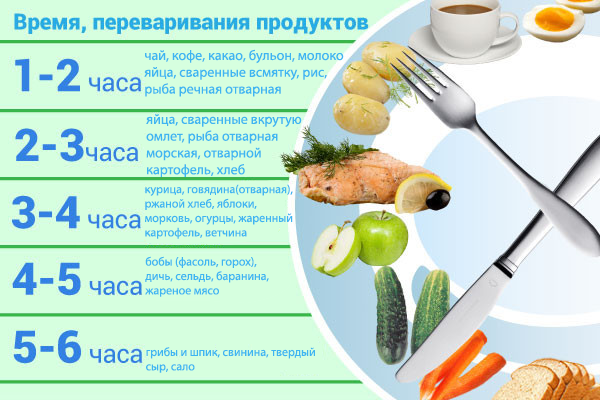 Время, переваривания продуктов
1-2 часа
чай, кофе, какао, бульон, молоко
яйца, сваренные всмятку, рис,
рыба речная отварная
2-3 часа
яйца, сваренные вкрутую
омлет, рыба отварная
морская, отварной
картофель, хлеб
3-4 часа
курица, говядина(отварная),
ржаной хлеб, яблоки,
морковь, огурцы, жаренный
картофель, ветчина
4-5 часа
бобы (фасоль, горох),
дичь, сельдь, баранина,
жареное мясо
5-6 часа
грибы и шпик, свинина, твердый
сыр, сало